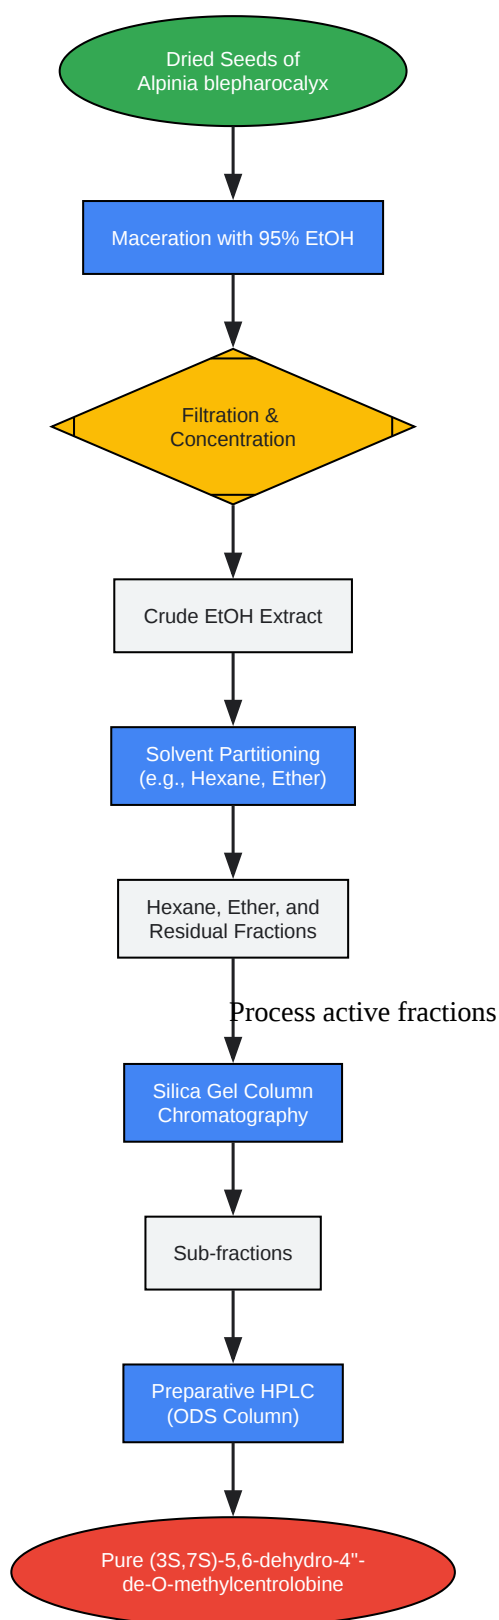 Dried Seeds of
Alpinia blepharocalyx
Maceration with 95% EtOH
Filtration &
Concentration
Crude EtOH Extract
Solvent Partitioning
(e.g., Hexane, Ether)
Hexane, Ether, and
Residual Fractions
Process active fractions
Silica Gel Column
Chromatography
Sub-fractions
Preparative HPLC
(ODS Column)
Pure (3S,7S)-5,6-dehydro-4"-
de-O-methylcentrolobine